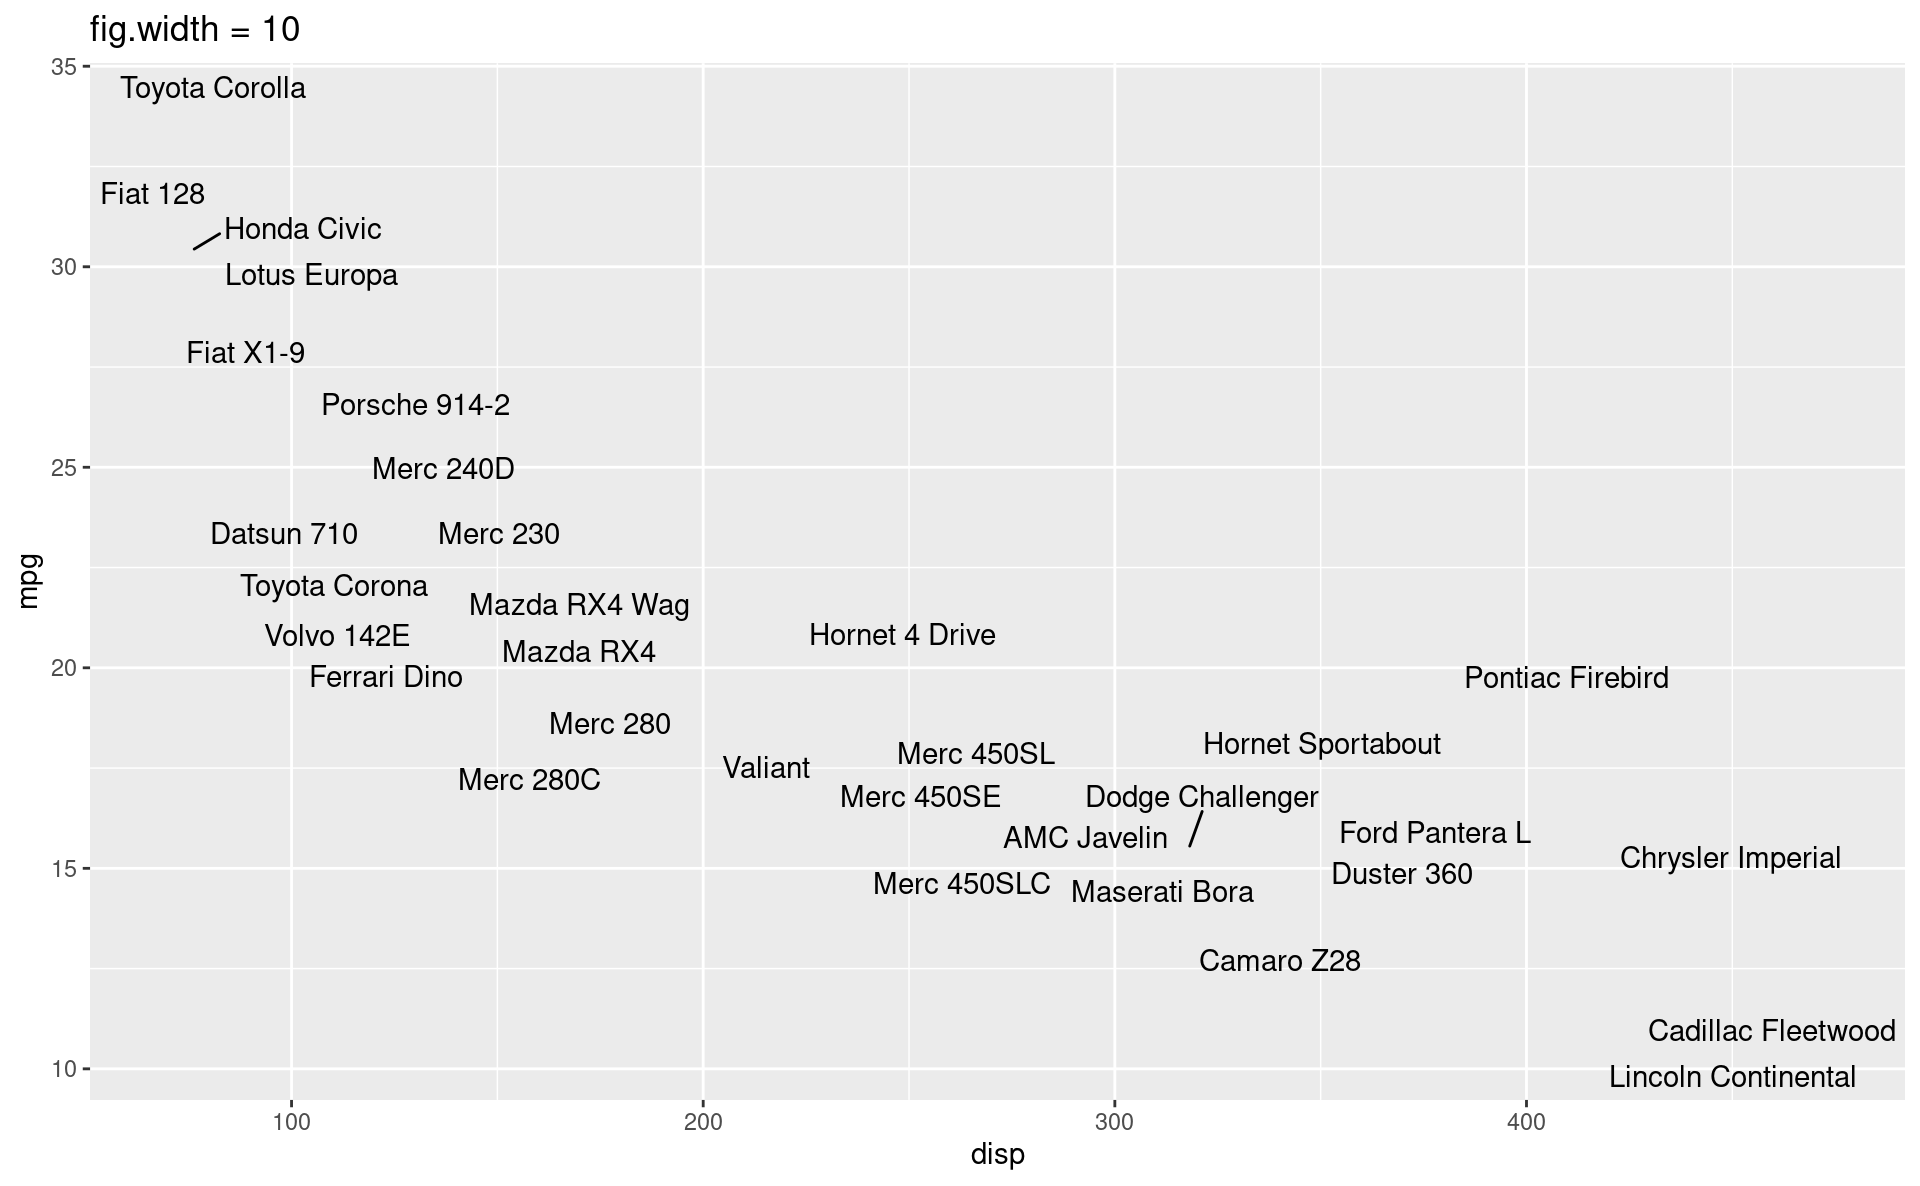 fig.width = 10
35
Toyota Corolla
Fiat 128
Honda Civic
30
Lotus Europa
Fiat X1-9
Porsche 914-2
25
Merc 240D
Datsun 710
Merc 230
mpg
Toyota Corona
Mazda RX4 Wag
Volvo 142E
Hornet 4 Drive
Mazda RX4
20
Ferrari Dino
Pontiac Firebird
Merc 280
Hornet Sportabout
Merc 450SL
Valiant
Merc 280C
Merc 450SE
Dodge Challenger
Ford Pantera L
AMC Javelin
Chrysler Imperial
15
Duster 360
Merc 450SLC
Maserati Bora
Camaro Z28
Cadillac Fleetwood
10
Lincoln Continental
100
200
300
400
disp